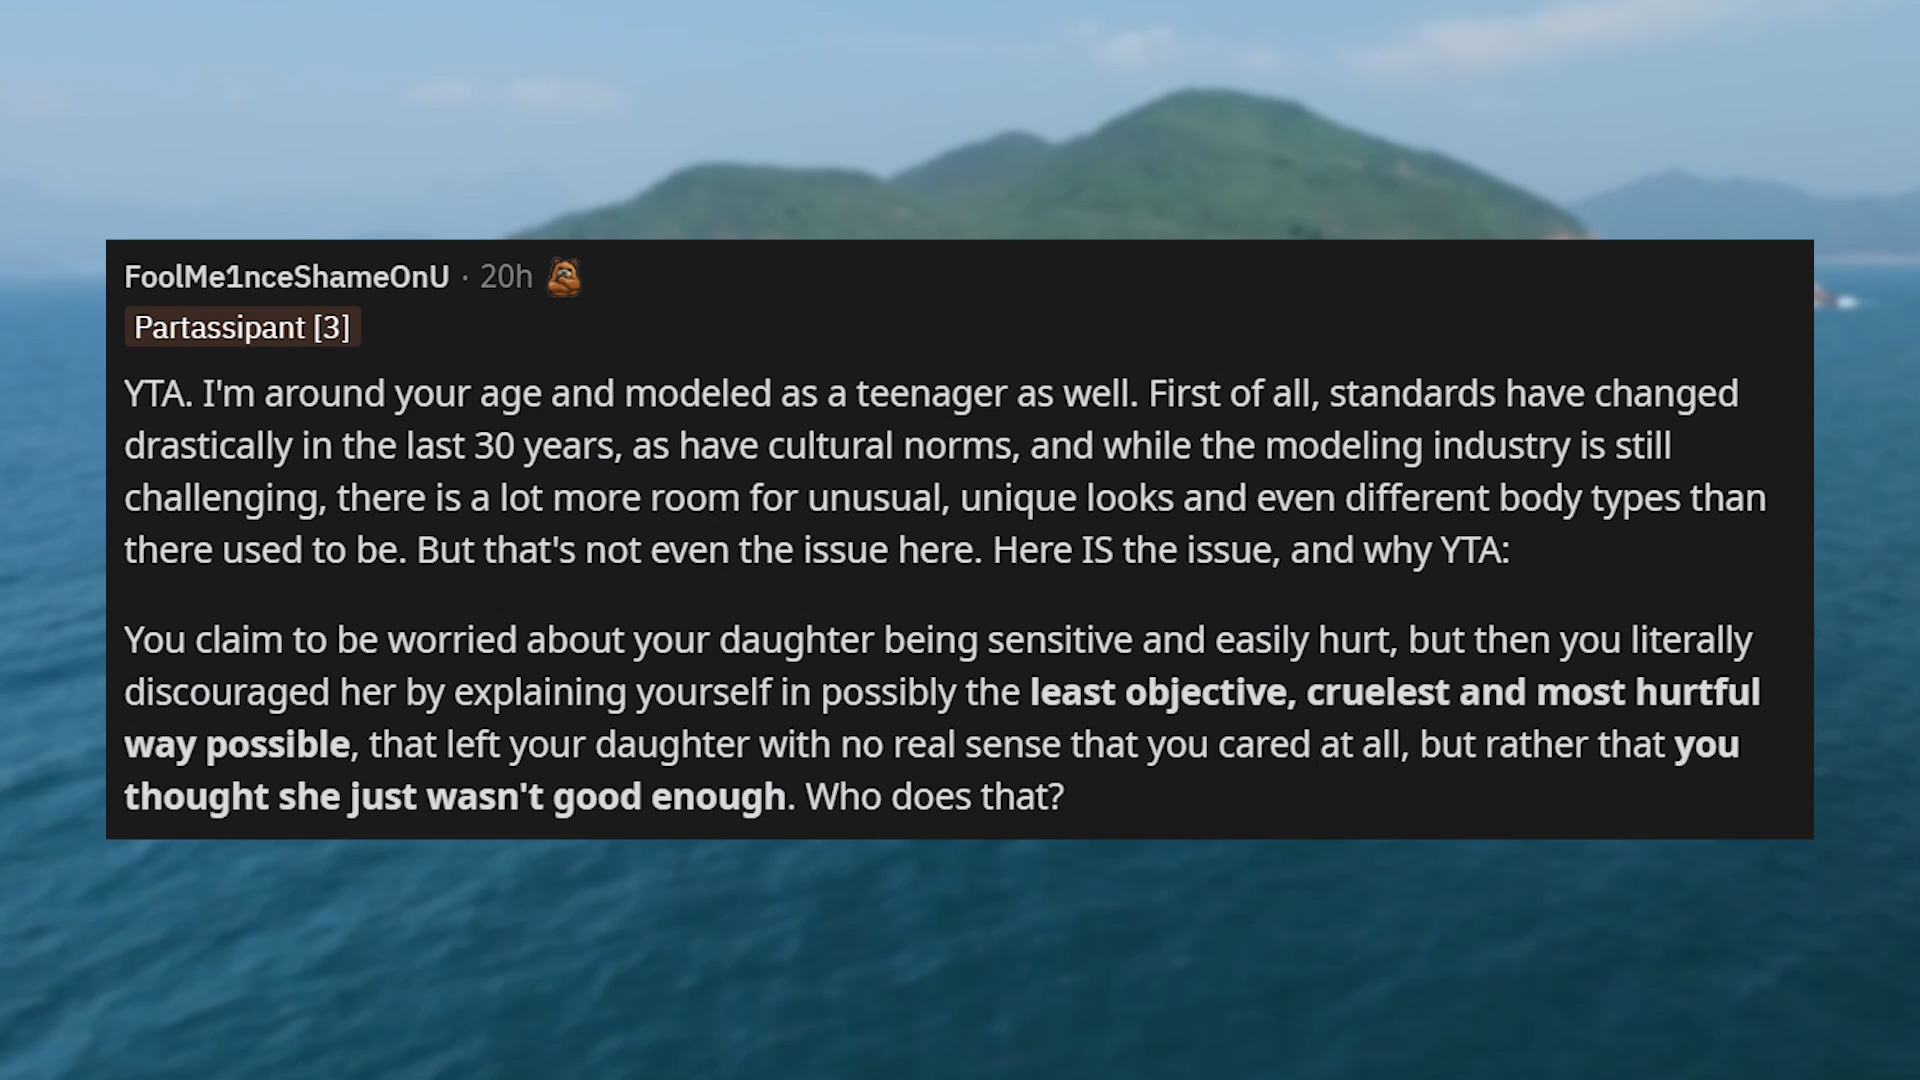 FoolMe1nceShameOnU · 20h
Partassipant [3]
YTA. I'm around your age and modeled as a teenager as well. First of all, standards have changed
drastically in the last 30 years, as have cultural norms, and while the modeling industry is still
challenging, there is a lot more room for unusual, unique looks and even different body types than
there used to be. But that's not even the issue here. Here IS the issue, and why YTA:
You claim to be worried about your daughter being sensitive and easily hurt, but then you literally
discouraged her by explaining yourself in possibly the least objective, cruelest and most hurtful
way possible, that left your daughter with no real sense that you cared at all, but rather that you
thought she just wasn't good enough. Who does that?